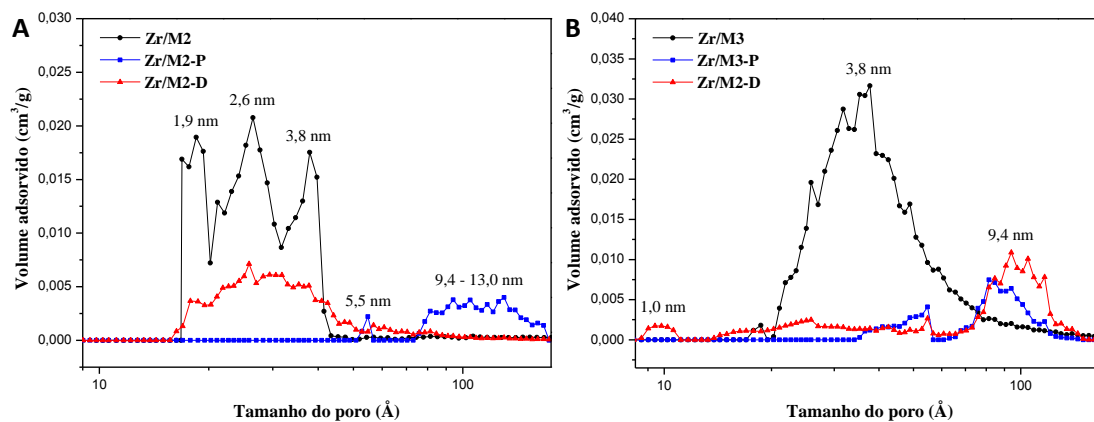 A
Zr/M2
Zr/M2-P
Zr/M2-D
1,9 nm
2,6 nm
3,8 nm
5,5 nm
9,4 - 13,0 nm
0,030
0,025
0,020
0,015
0,010
0,005
0,000
10
100
Volume adsorvido (cm³/g)
Tamanho do poro (Å)
B
Zr/M3
Zr/M3-P
Zr/M2-D
3,8 nm
9,4 nm
1,0 nm
0,040
0,035
0,030
0,025
0,020
0,015
0,010
0,005
0,000
10
100
Volume adsorvido (cm³/g)
Tamanho do poro (Å)